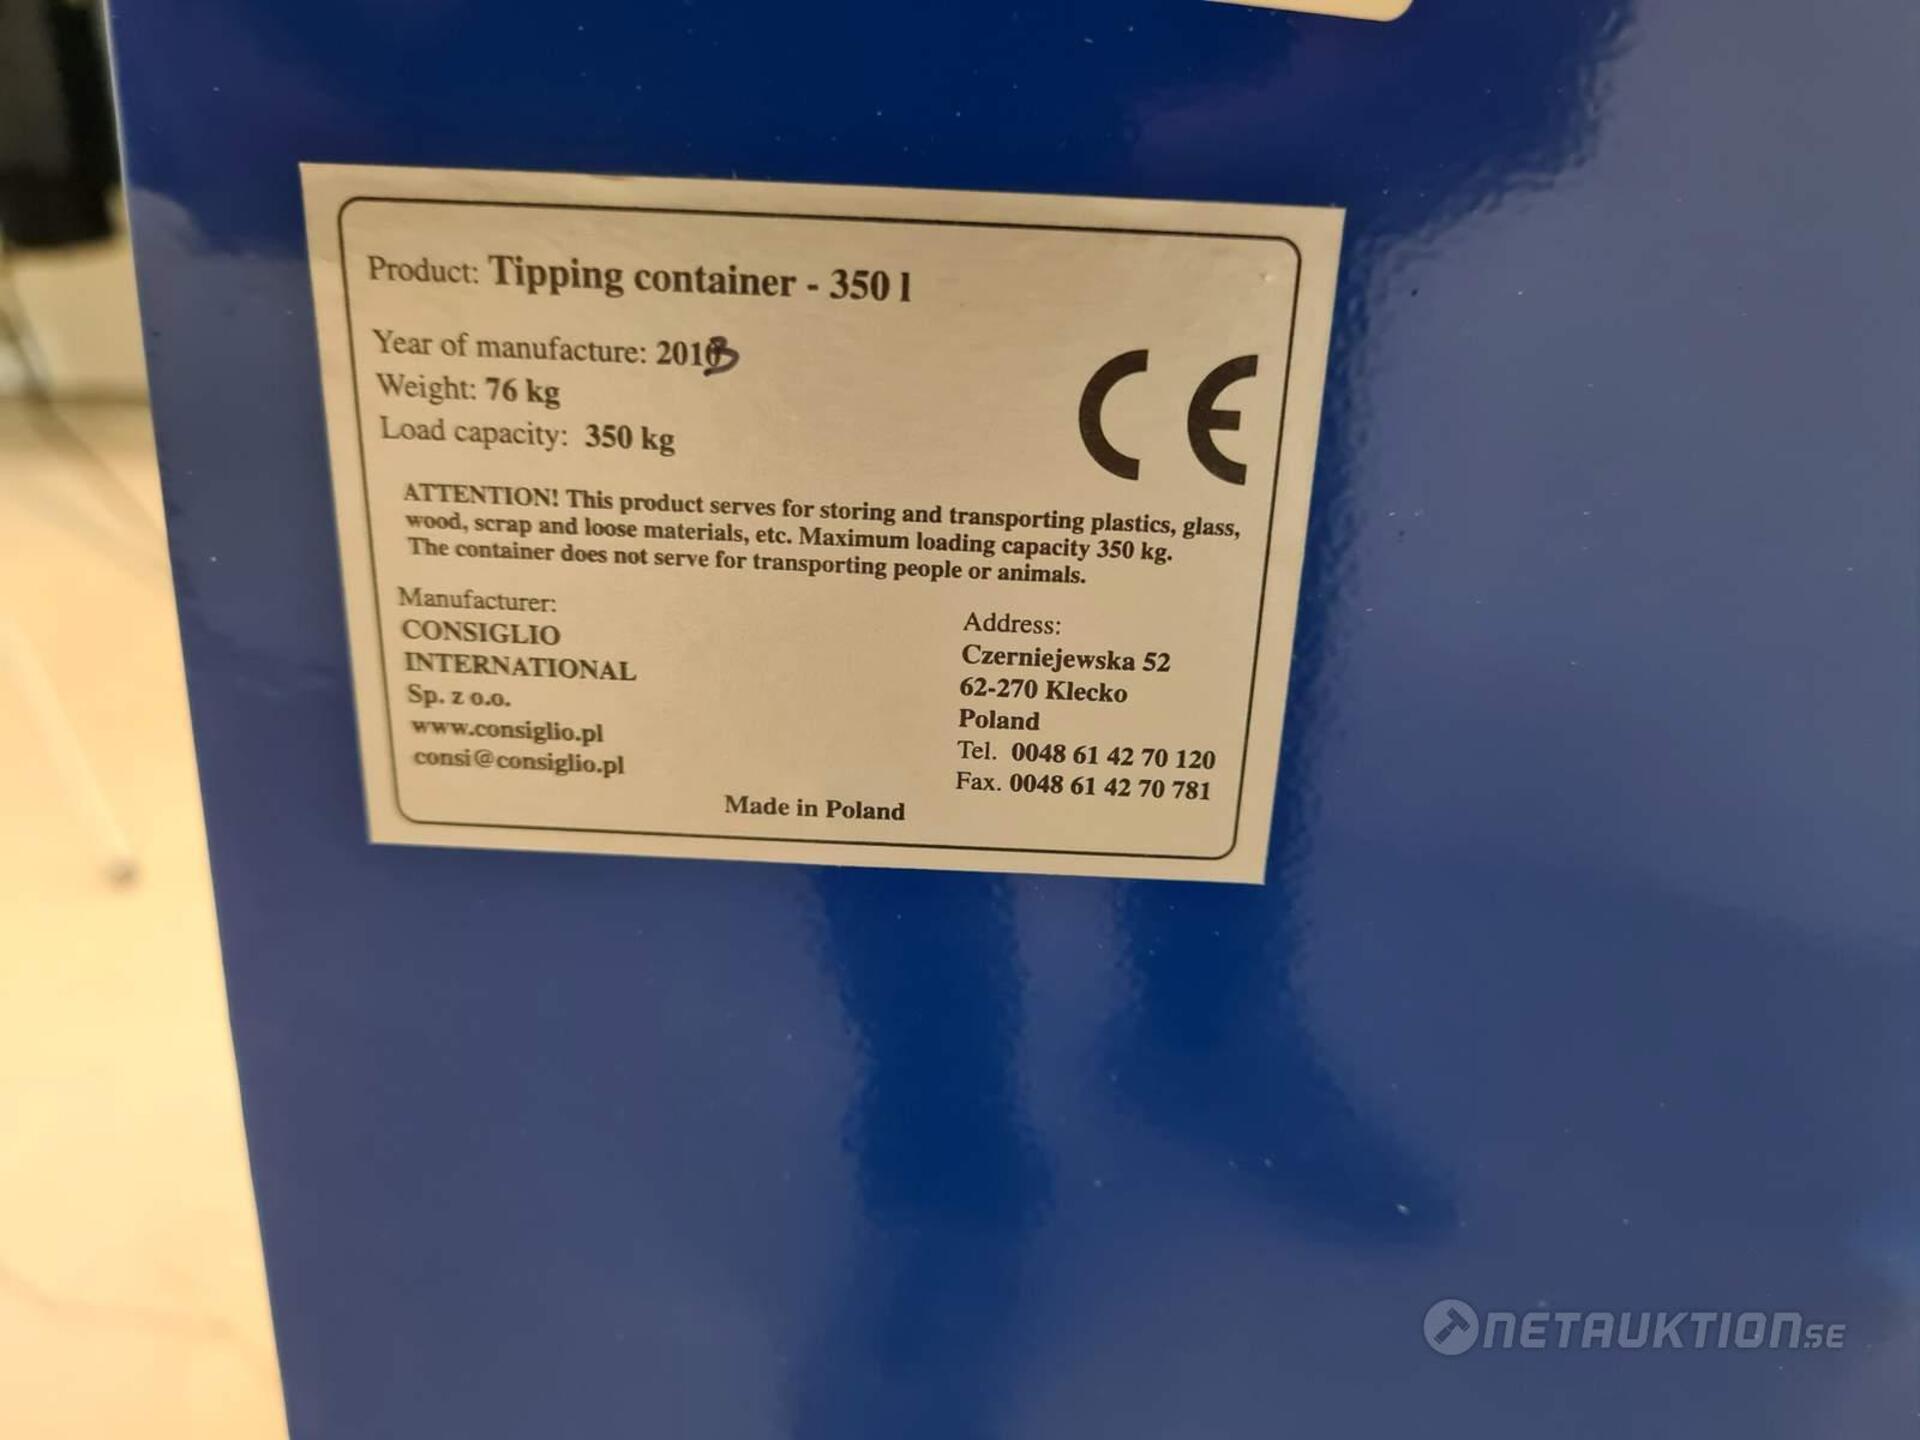 Product: Tipping container - 350 l
Year of manufacture:
Weight: 76 kg
Load capacity: 350 kg
CE
ATTENTION! This product serves for storing and transporting plastics, glass,
wood, scrap and loose materials, etc. Maximum loading capacity 350 kg.
The container does not serve for transporting people or animals.
Manufacturer:
CONSIGLIO
INTERNATIONAL
Sp. z o.o.
www.consiglio.pl
consi@consiglio.pl
Address:
Czerniejewska 52
62-270 Klecko
Poland
Tel. 0048 61 42 70 120
Fax. 0048 61 42 70 781
Made in Poland
NETAUKTION.SE